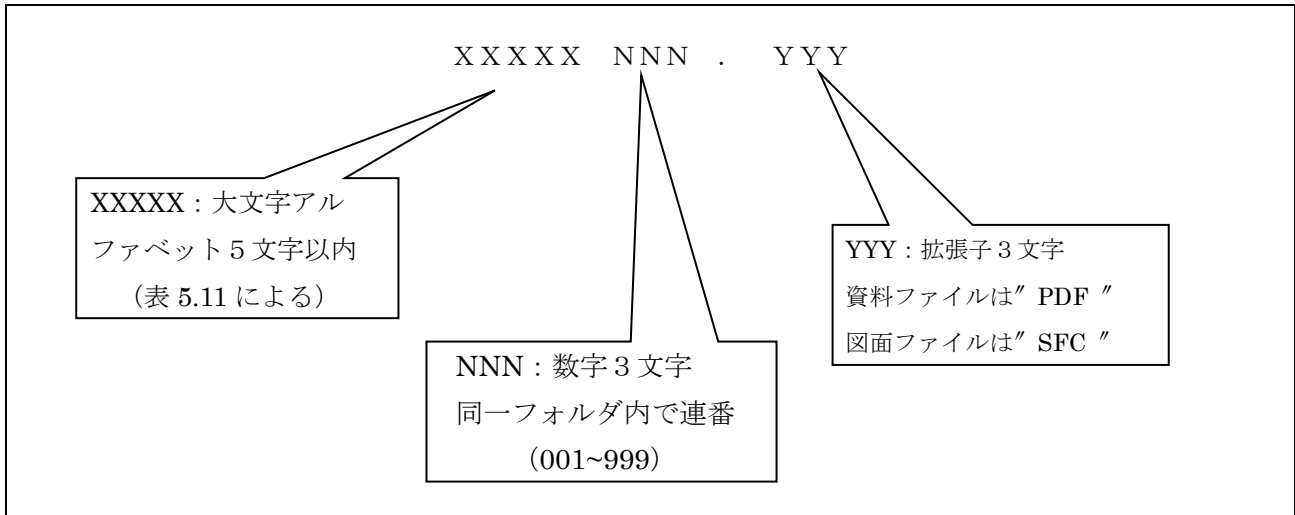 ＸＸＸＸＸ　ＮＮＮ　．　ＹＹＹ
XXXXX：大文字アル
ファベット５文字以内
（表 5.11 による）
NNN：数字３文字
同一フォルダ内で連番
（001~999）
YYY：拡張子３文字
資料ファイルは″ PDF ″
図面ファイルは″ SFC ″